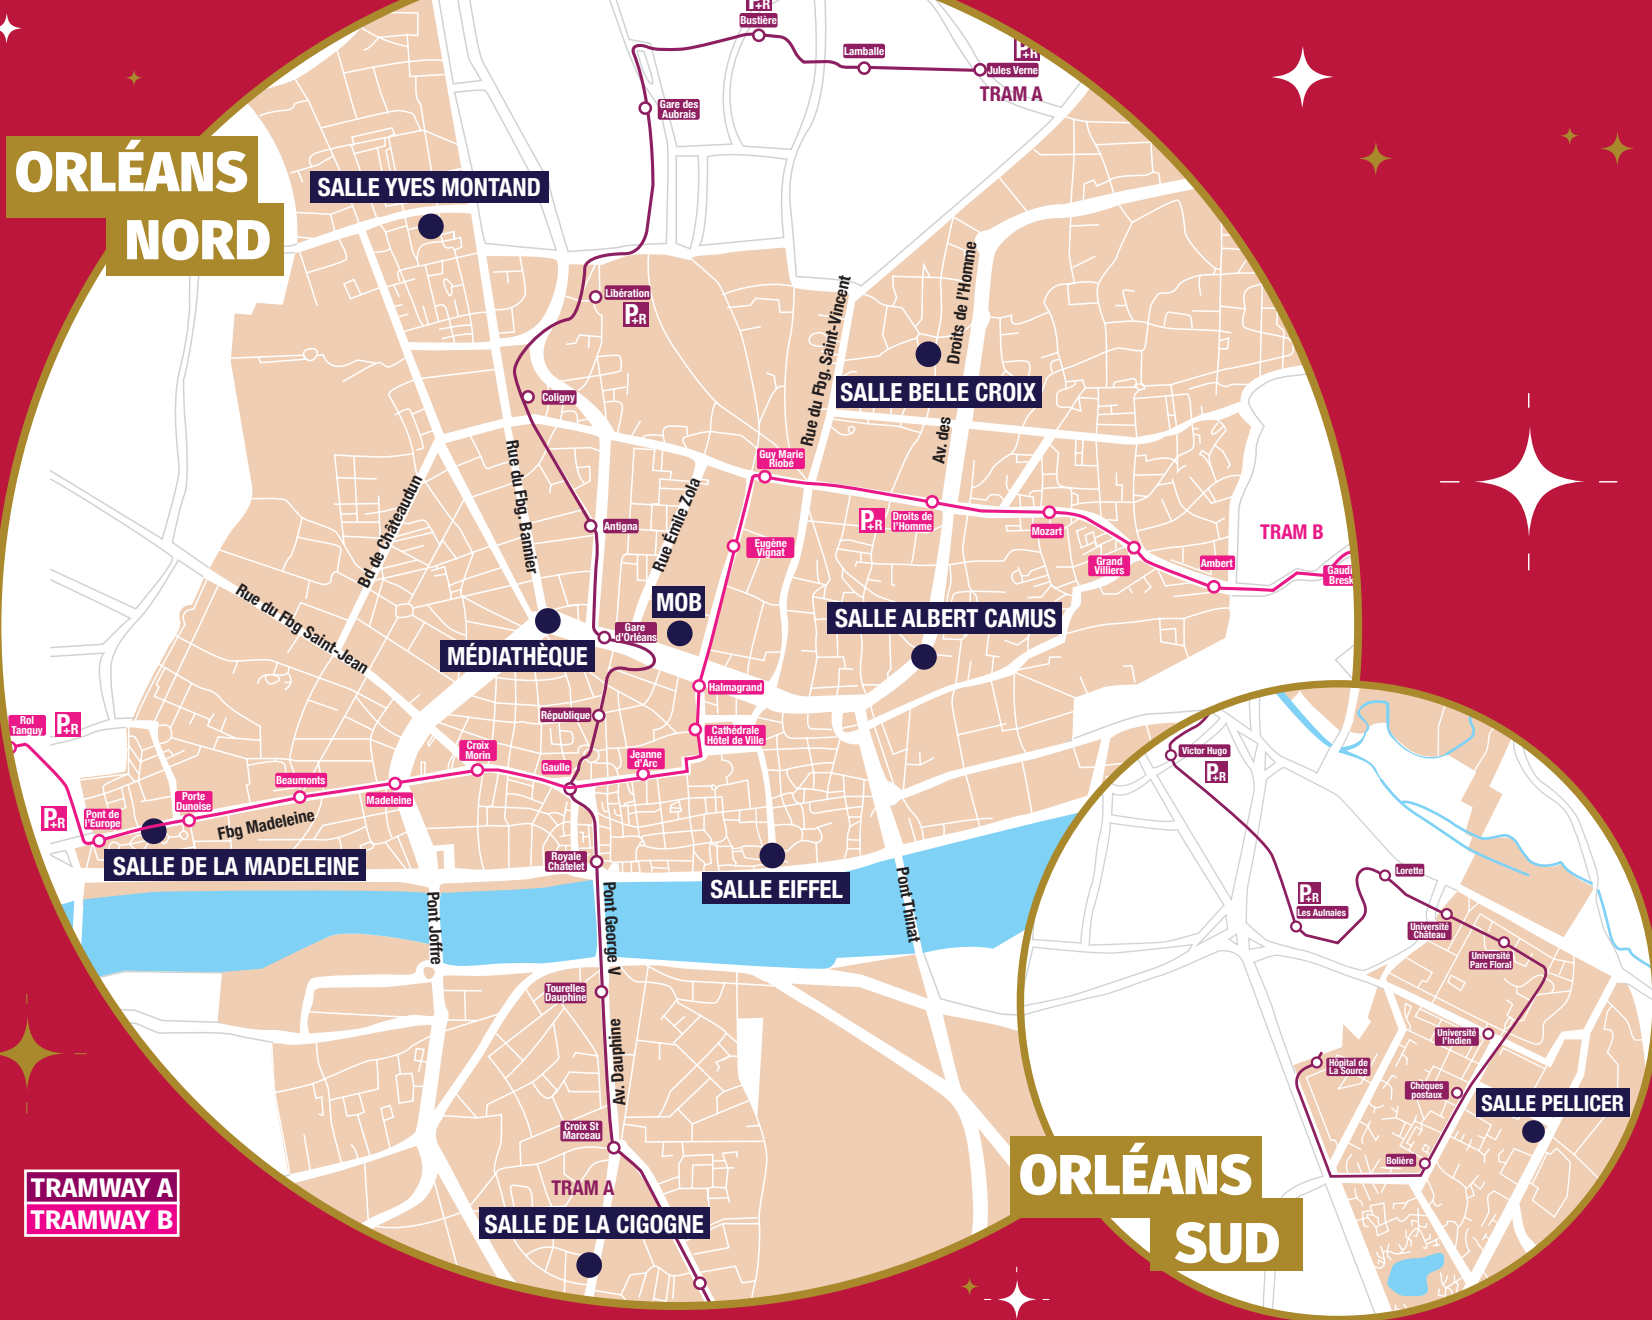 P+R
Bustière
Lamballe
P+R
Jules Verne
TRAM A
Gare des
Aubrais
ORLÉANS
NORD
SALLE YVES MONTAND
Libération
P+R
Rue du Fbg. Saint-Vincent
Droits de l'Homme
Av. des
SALLE BELLE CROIX
Coligny
Rue du Fbg. Bannier
Bd de Châteaudun
Rue Émile Zola
Guy Marie
Riobé
P+R
Droits de
l'Homme
Mozart
Antigna
Eugène
Vignat
Grand
Villiers
Ambert
TRAM B
Gaudi
Bresk
Rue du Fbg Saint-Jean
MOB
SALLE ALBERT CAMUS
Gare
d'Orléans
MÉDIATHÈQUE
Halmagrand
République
Cathédrale
Hôtel de Ville
Rol
Tanguy
P+R
Croix
Morin
Gaulle
Jeanne
d'Arc
Beaumonts
Madeleine
Porte
Dunoise
P+R
Pont de
l'Europe
Fbg Madeleine
SALLE DE LA MADELEINE
Royale
Châtelet
SALLE EIFFEL
Pont Joffre
Pont George V
Pont Thinat
Tourelles
Dauphine
Av. Dauphine
Croix St
Marceau
TRAM A
SALLE DE LA CIGOGNE
TRAMWAY A
TRAMWAY B
Victor Hugo
P+R
Lorette
P+R
Les Aulnaies
Université
Château
Université
Parc Floral
Université
l'Indien
Hôpital de
La Source
Chèques
postaux
SALLE PELLICER
Bolière
ORLÉANS
SUD